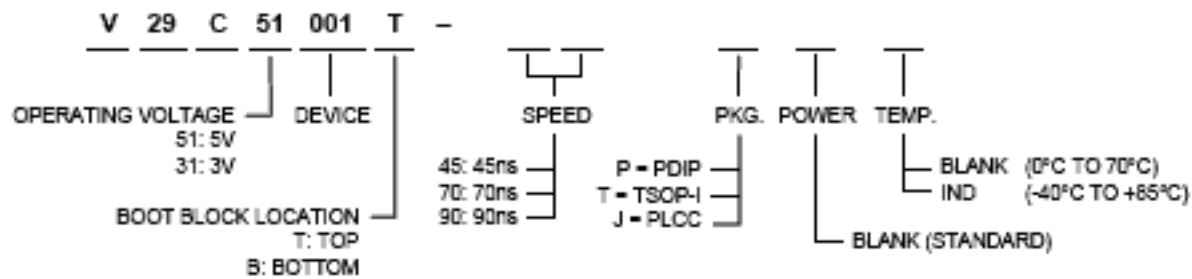 V 29 C 51 001 T –
OPERATING VOLTAGE
51: 5V
31: 3V
DEVICE
BOOT BLOCK LOCATION
T: TOP
B: BOTTOM
SPEED
45: 45ns
70: 70ns
90: 90ns
PKG.
P = PDIP
T = TSOP-I
J = PLCC
POWER
BLANK (STANDARD)
TEMP.
BLANK (0°C TO 70°C)
IND (-40°C TO +85°C)